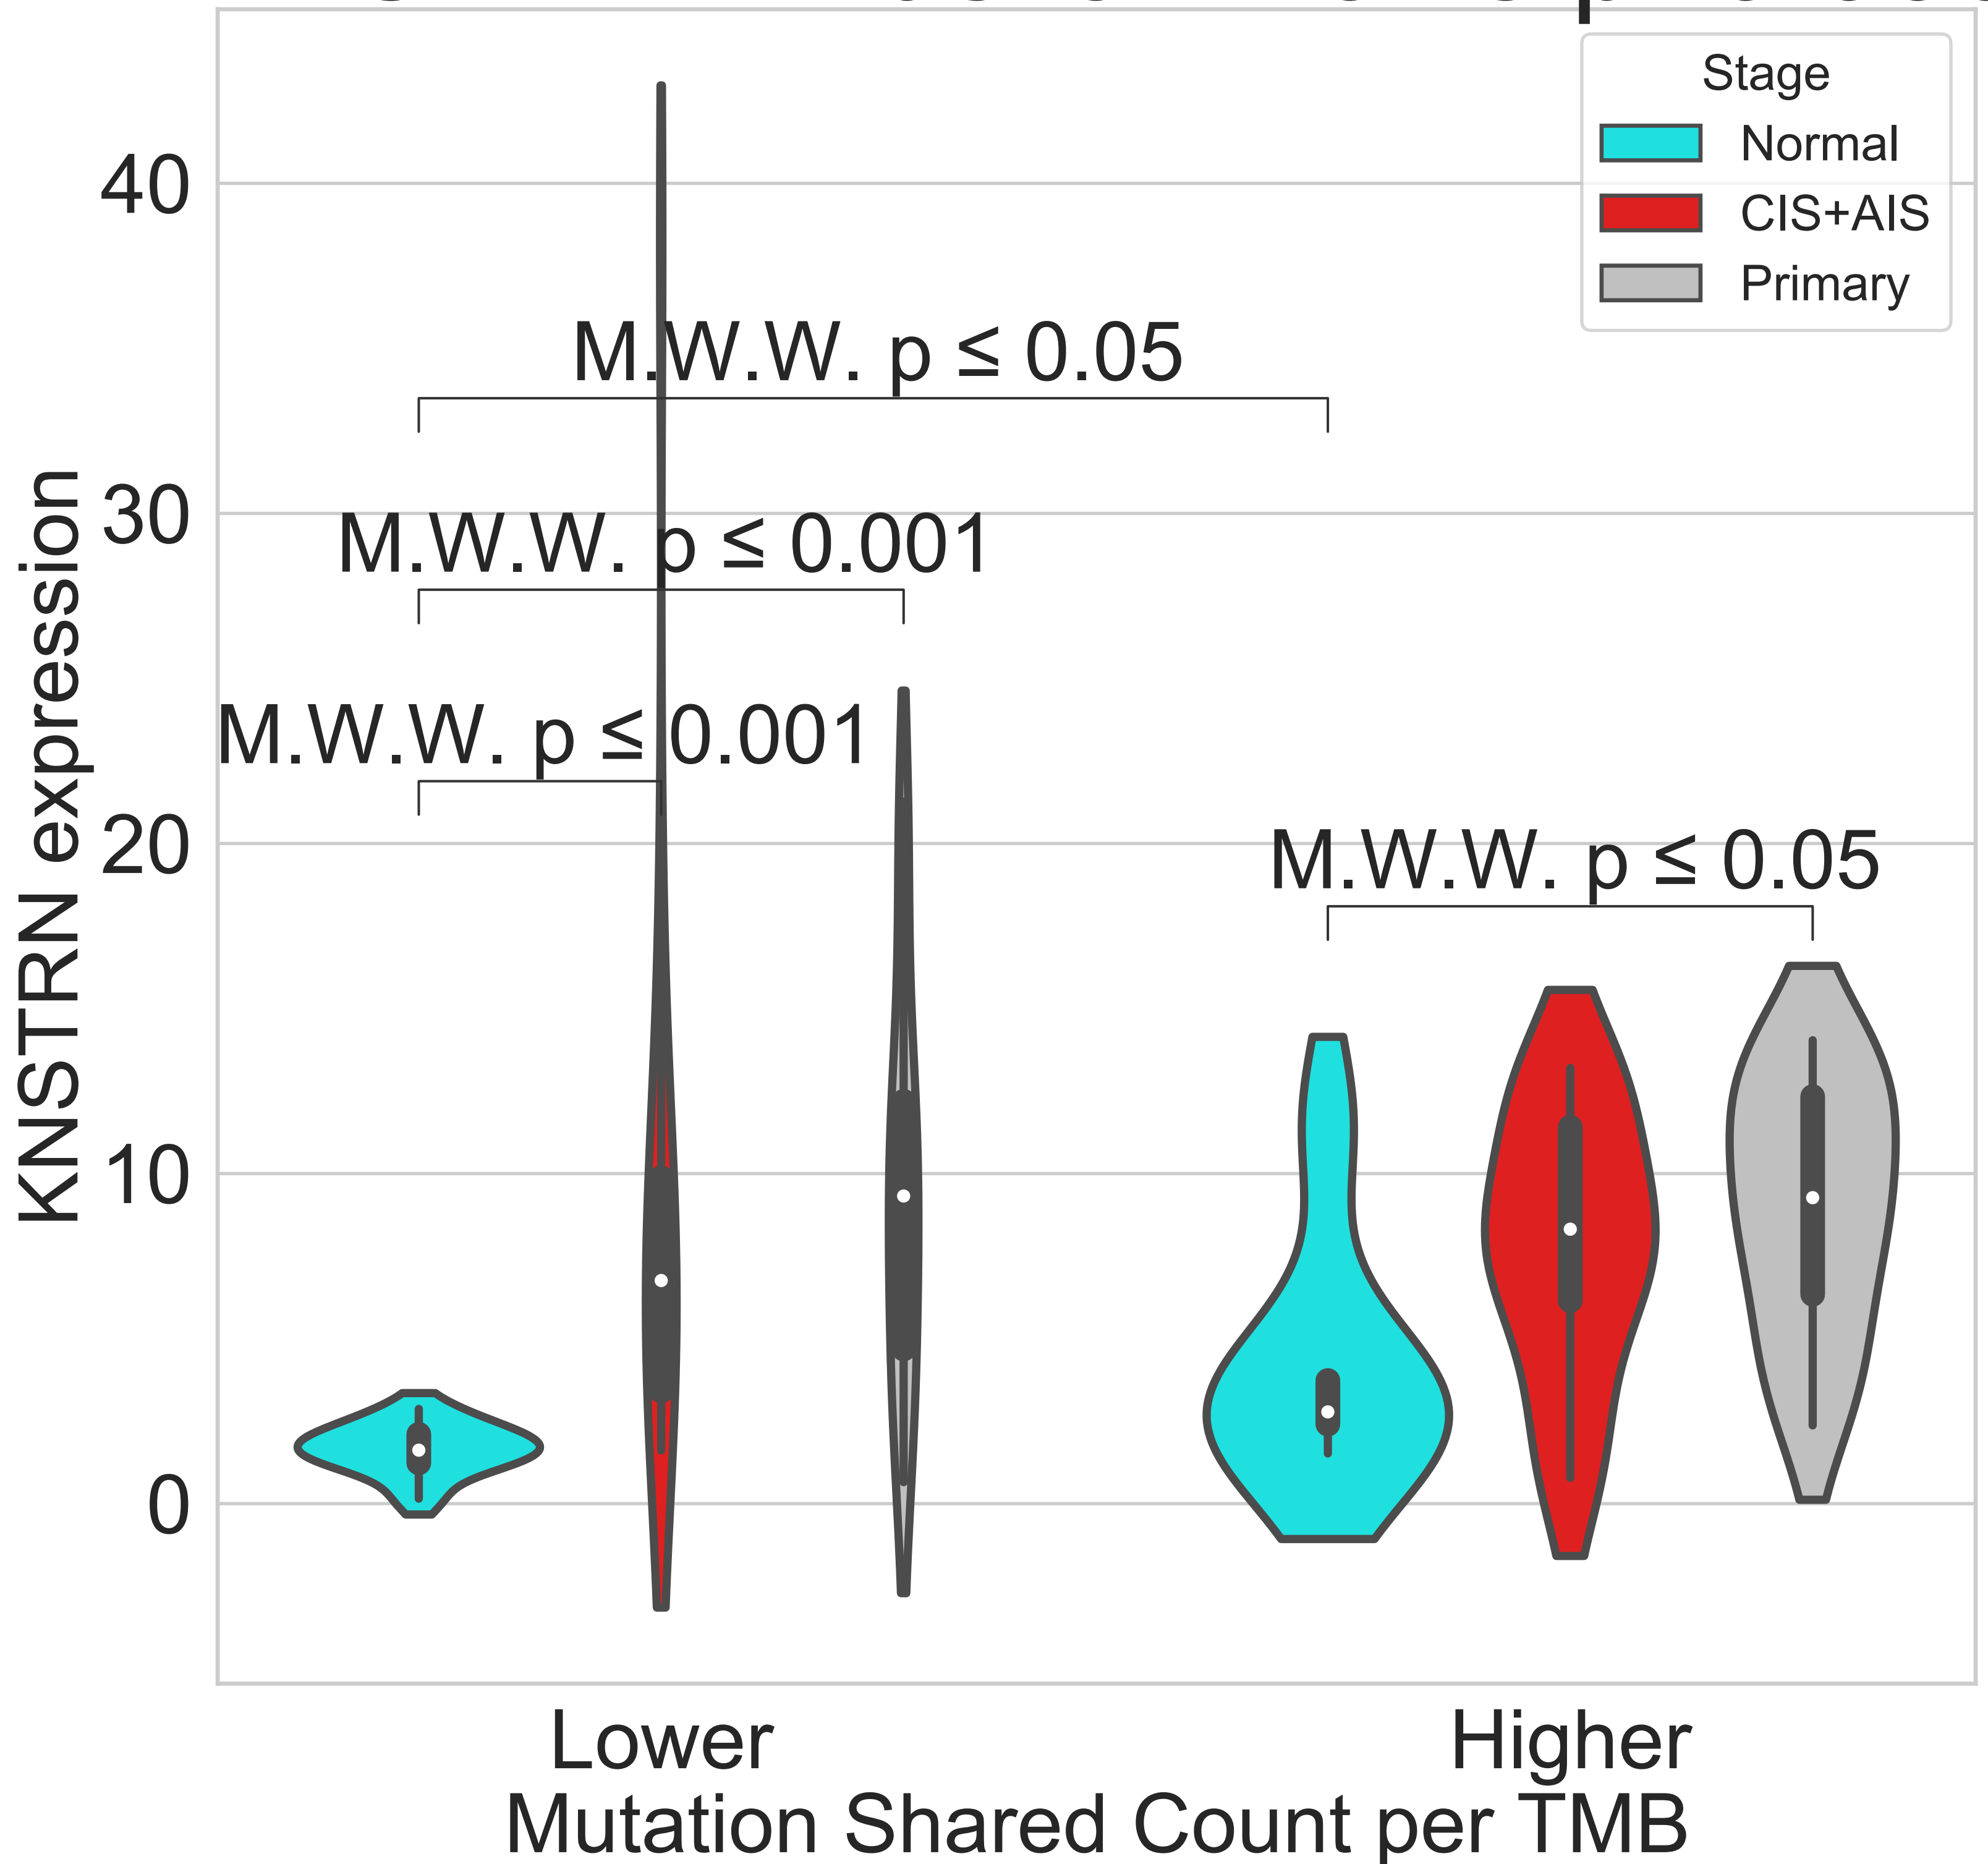 Stage
Normal
CIS+AIS
Primary
40
30
20
10
0
KNSTRN expression
M.W.W. p ≤ 0.05
M.W.W. p ≤ 0.001
M.W.W. p ≤ 0.001
M.W.W. p ≤ 0.05
Lower
Higher
Mutation Shared Count per TMB